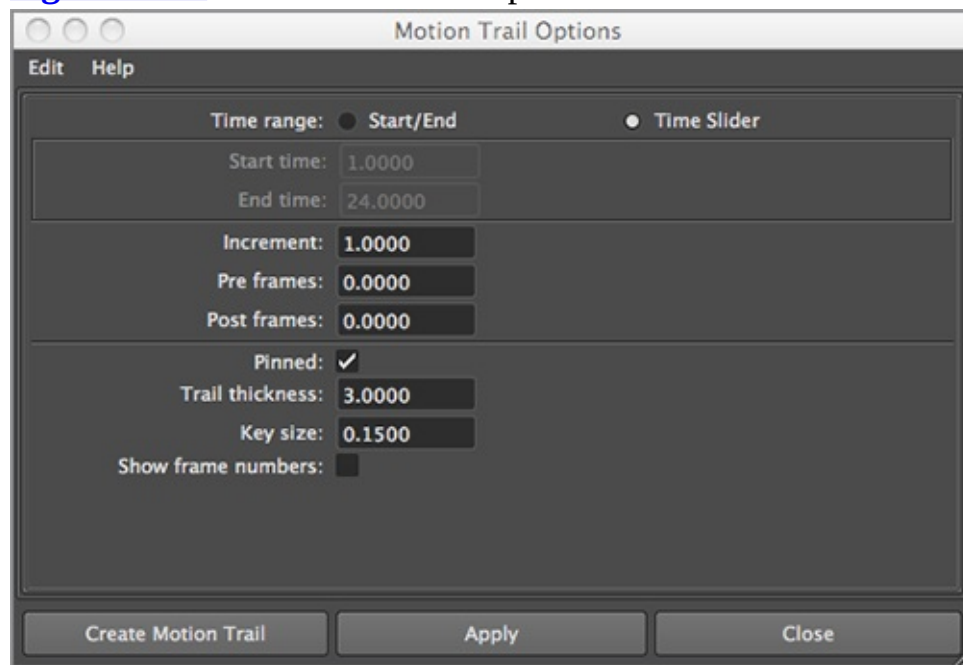 Motion Trail Options
Edit Help
Time range: Start/End Time Slider
Start time: 1.0000
End time: 24.0000
Increment: 1.0000
Pre frames: 0.0000
Post frames: 0.0000
Pinned:
Trail thickness: 3.0000
Key size: 0.1500
Show frame numbers:
Create Motion Trail Apply Close